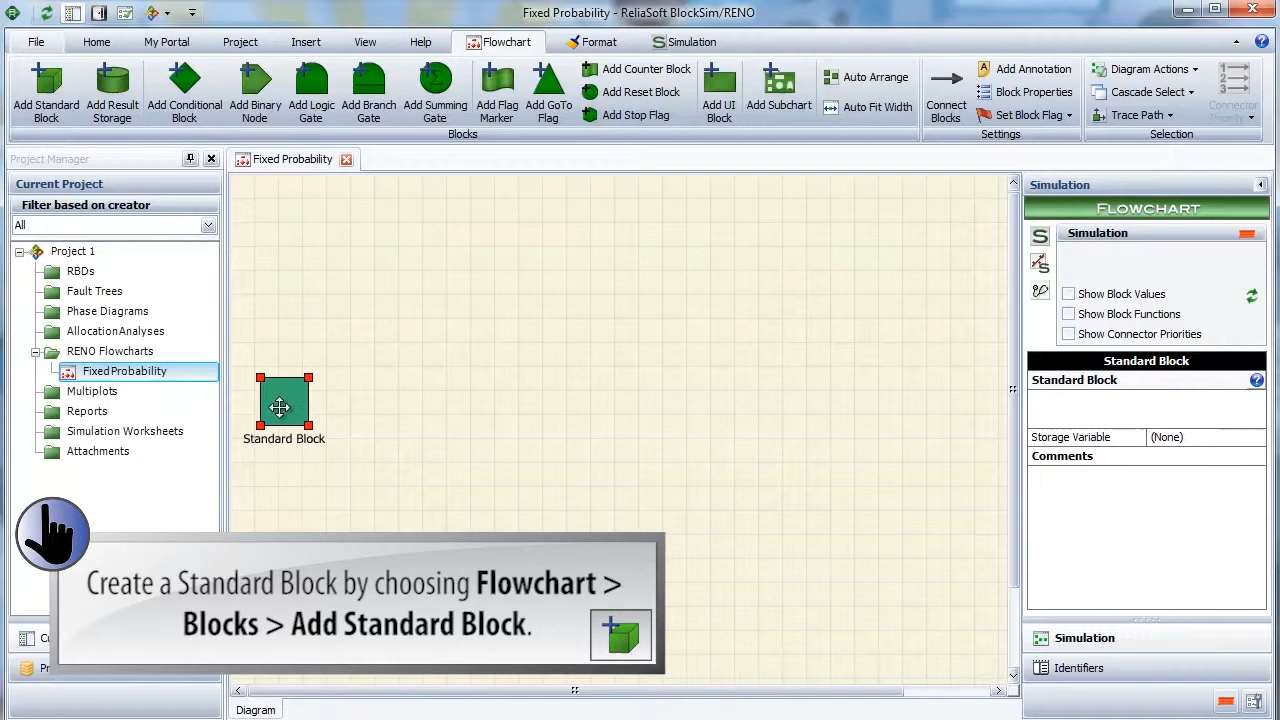 Fixed Probability - ReliaSoft BlockSim/RENO
File Home My Portal Project Insert View Help Flowchart Format Simulation
Add Standard Block
Add Result Storage
Add Conditional Block
Add Binary Node
Add Logic Gate
Add Branch Gate
Add Summing Gate
Add Flag Marker
Add GoTo Flag
Add Counter Block
Add Reset Block
Add Stop Flag
Add UI Block
Add Subchart
Auto Arrange
Auto Fit Width
Connect Blocks
Add Annotation
Block Properties
Set Block Flag
Diagram Actions
Cascade Select
Trace Path
Connector Priority
Blocks Settings Selection
Project Manager
Current Project
Filter based on creator
All
Project 1
RBDs
Fault Trees
Phase Diagrams
Allocation Analyses
RENO Flowcharts
Fixed Probability
Multiplots
Reports
Simulation Worksheets
Attachments
Fixed Probability
Standard Block
Create a Standard Block by choosing Flowchart >
Blocks > Add Standard Block.
Diagram
Simulation
FLOWCHART
Simulation
Show Block Values
Show Block Functions
Show Connector Priorities
Standard Block
Standard Block
Storage Variable (None)
Comments
Simulation
Identifiers